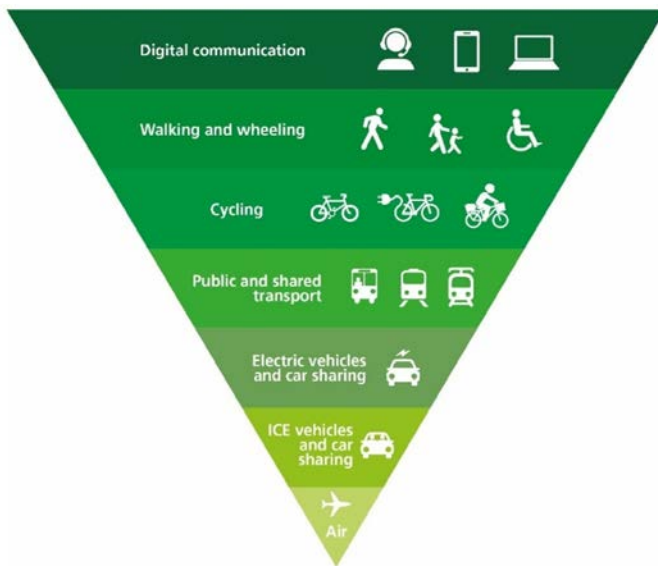 Digital communication
Walking and wheeling
Cycling
Public and shared
transport
Electric vehicles
and car sharing
ICE vehicles
and car
sharing
Air